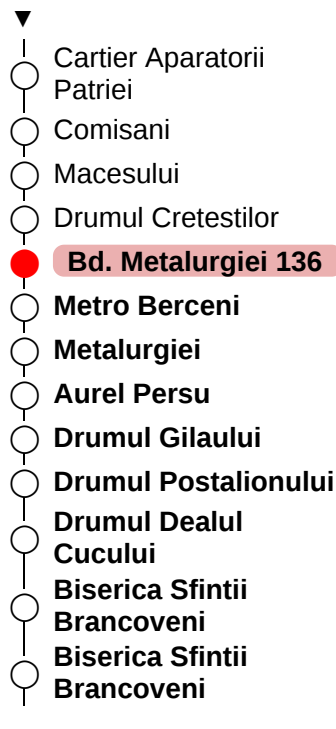 Cartier Aparatorii
Patriei
Comisani
Macesului
Drumul Cretestilor
Bd. Metalurgiei 136
Metro Berceni
Metalurgiei
Aurel Persu
Drumul Gilaului
Drumul Postalionului
Drumul Dealul
Cucului
Biserica Sfintii
Brancoveni
Biserica Sfintii
Brancoveni